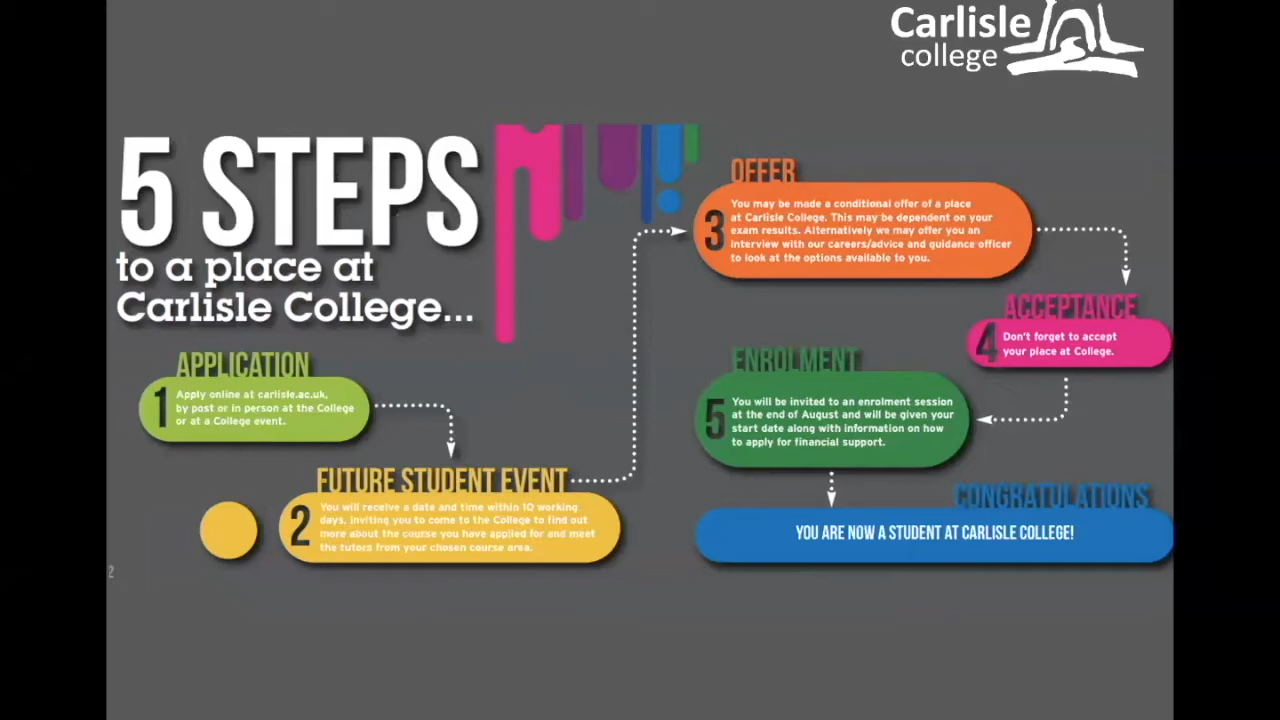 Carlisle
college
5 STEPS
to a place at
Carlisle College...
APPLICATION
1
Apply online at carlisle.ac.uk,
by post or in person at the College
or at a College event.
FUTURE STUDENT EVENT
2
You will receive a date and time within 10 working
days, inviting you to come to the College to find out
more about the course you have applied for and meet
the tutors from your chosen course area.
OFFER
3
You may be made a conditional offer of a place
at Carlisle College. This may be dependent on your
exam results. Alternatively we may offer you an
interview with our careers/advice and guidance officer
to look at the options available to you.
ACCEPTANCE
4
Don't forget to accept
your place at College.
ENROLMENT
5
You will be invited to an enrolment session
at the end of August and will be given your
start date along with information on how
to apply for financial support.
CONGRATULATIONS
YOU ARE NOW A STUDENT AT CARLISLE COLLEGE!
2